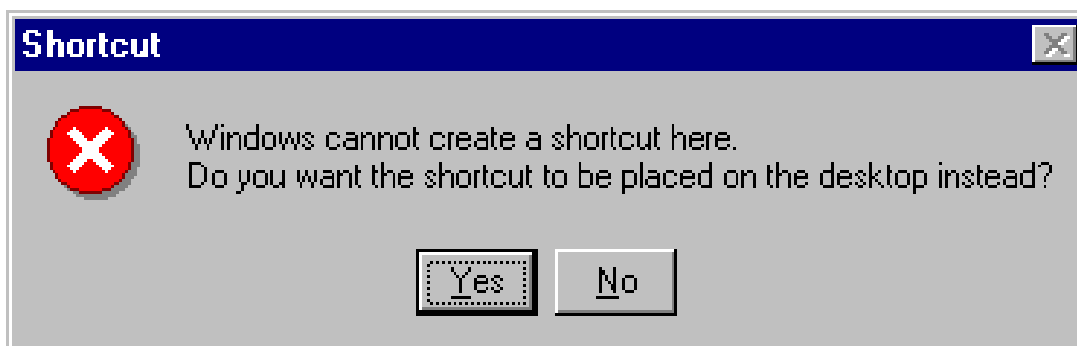 Shortcut
Windows cannot create a shortcut here.
Do you want the shortcut to be placed on the desktop instead?
Yes No